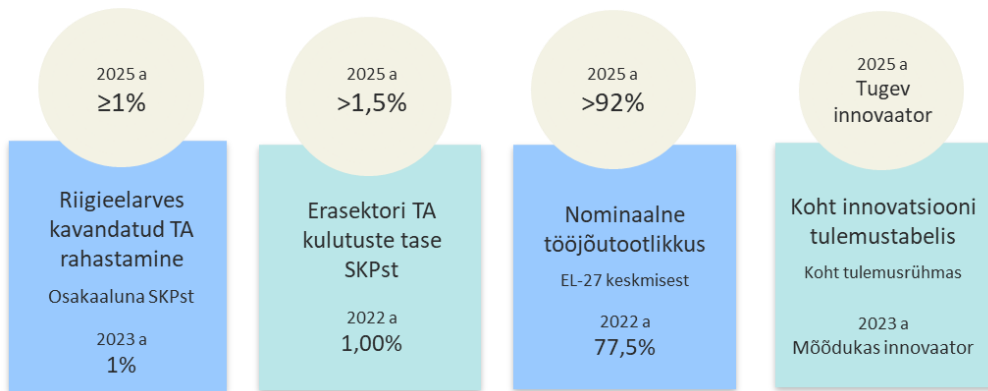 2025 a
≥1%
Riigieelarves
kavandatud TA
rahastamine
Osakaaluna SKPst
2023 a
1%
2025 a
>1,5%
Erasektori TA
kulutuste tase
SKPst
2022 a
1,00%
2025 a
>92%
Nominaalne
tööjõutootlikkus
EL-27 keskmisest
2022 a
77,5%
2025 a
Tugev
innovaator
Koht innovatsiooni
tulemustabelis
Koht tulemusrühmas
2023 a
Mõõdukas innovaator